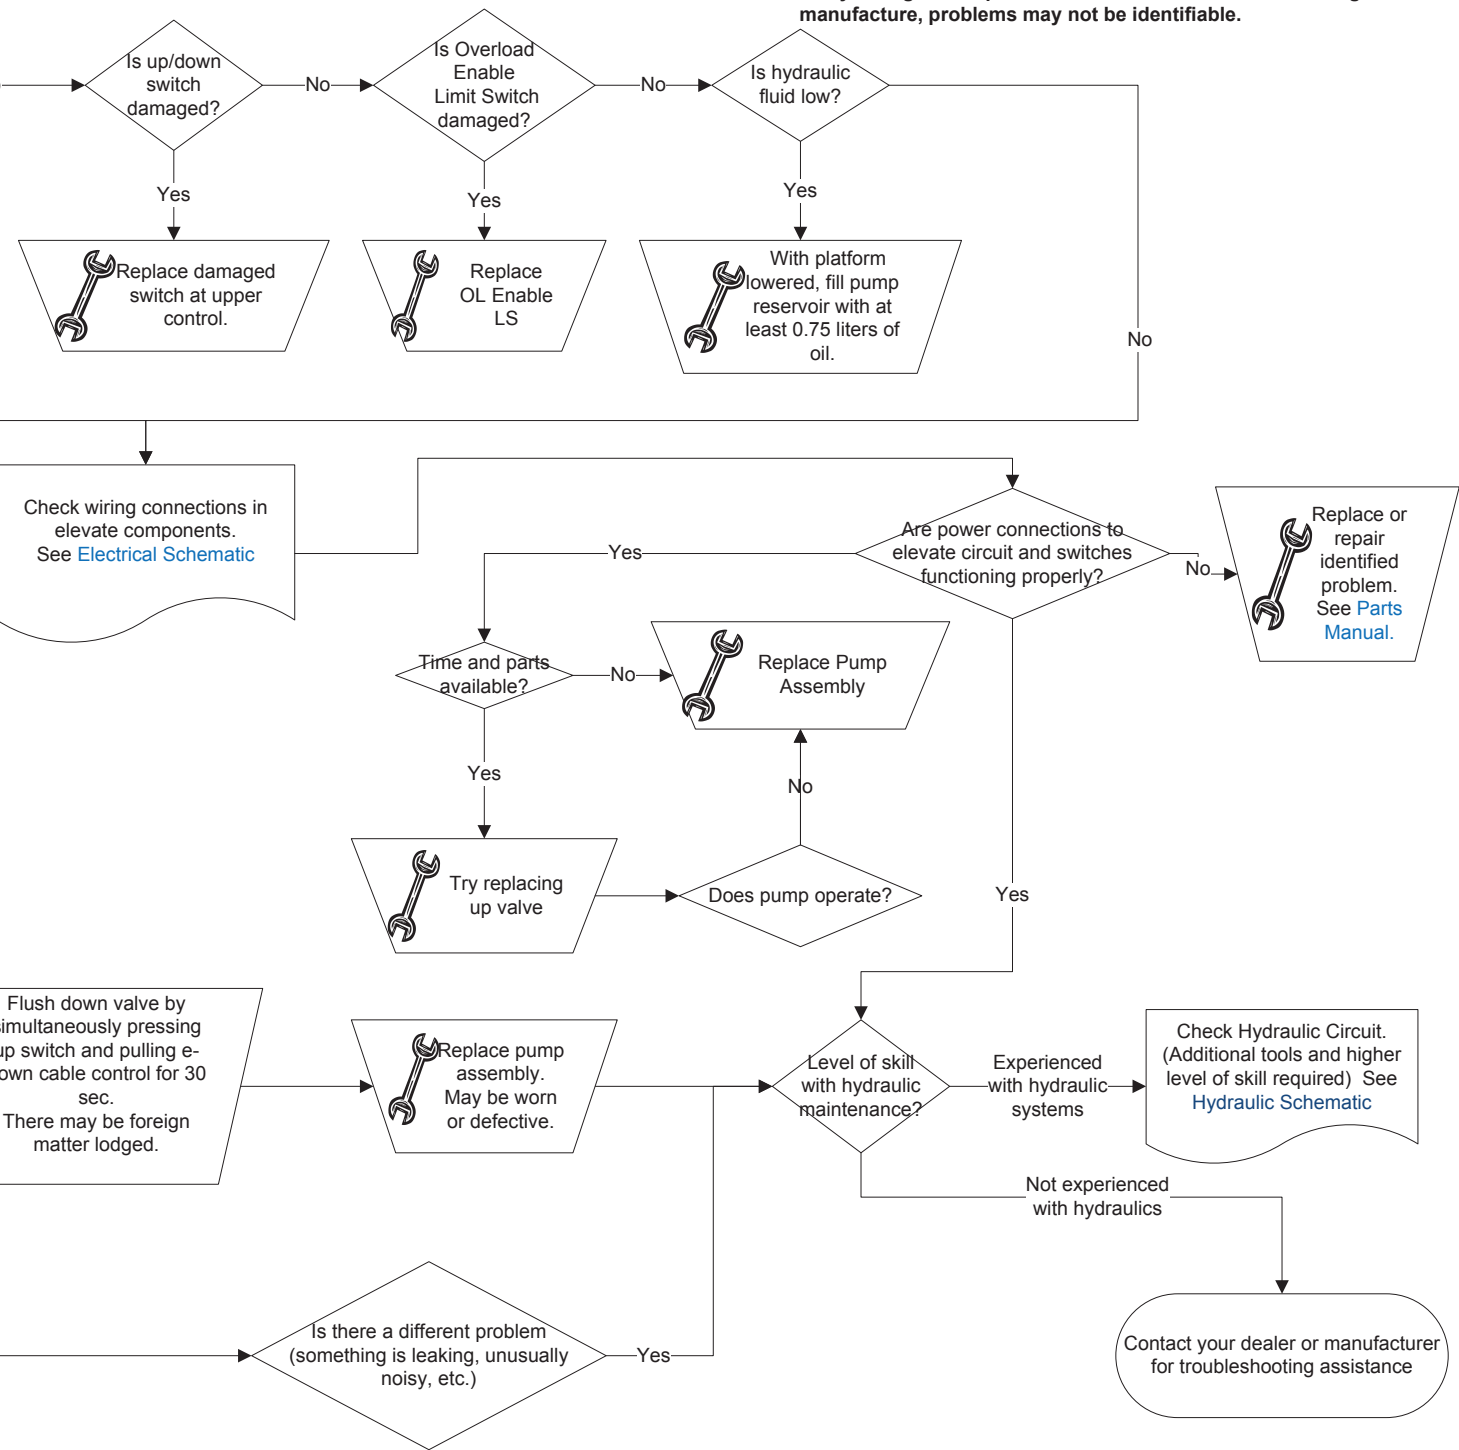 manufacture, problems may not be identifiable.
Is up/down
switch
damaged?
No
Is Overload
Enable
Limit Switch
damaged?
No
Is hydraulic
fluid low?
Yes
Yes
Yes
Replace damaged
switch at upper
control.
Replace
OL Enable
LS
With platform
lowered, fill pump
reservoir with at
least 0.75 liters of
oil.
No
Check wiring connections in
elevate components.
See Electrical Schematic
Yes
Are power connections to
elevate circuit and switches
functioning properly?
No
Replace or
repair
identified
problem.
See Parts
Manual.
Time and parts
available?
No
Replace Pump
Assembly
Yes
No
Try replacing
up valve
Does pump operate?
Yes
Flush down valve by
simultaneously pressing
up switch and pulling e-
down cable control for 30
sec.
There may be foreign
matter lodged.
Replace pump
assembly.
May be worn
or defective.
Level of skill
with hydraulic
maintenance?
Experienced
with hydraulic
systems
Check Hydraulic Circuit.
(Additional tools and higher
level of skill required) See
Hydraulic Schematic
Not experienced
with hydraulics
Is there a different problem
(something is leaking, unusually
noisy, etc.)
Yes
Contact your dealer or manufacturer
for troubleshooting assistance